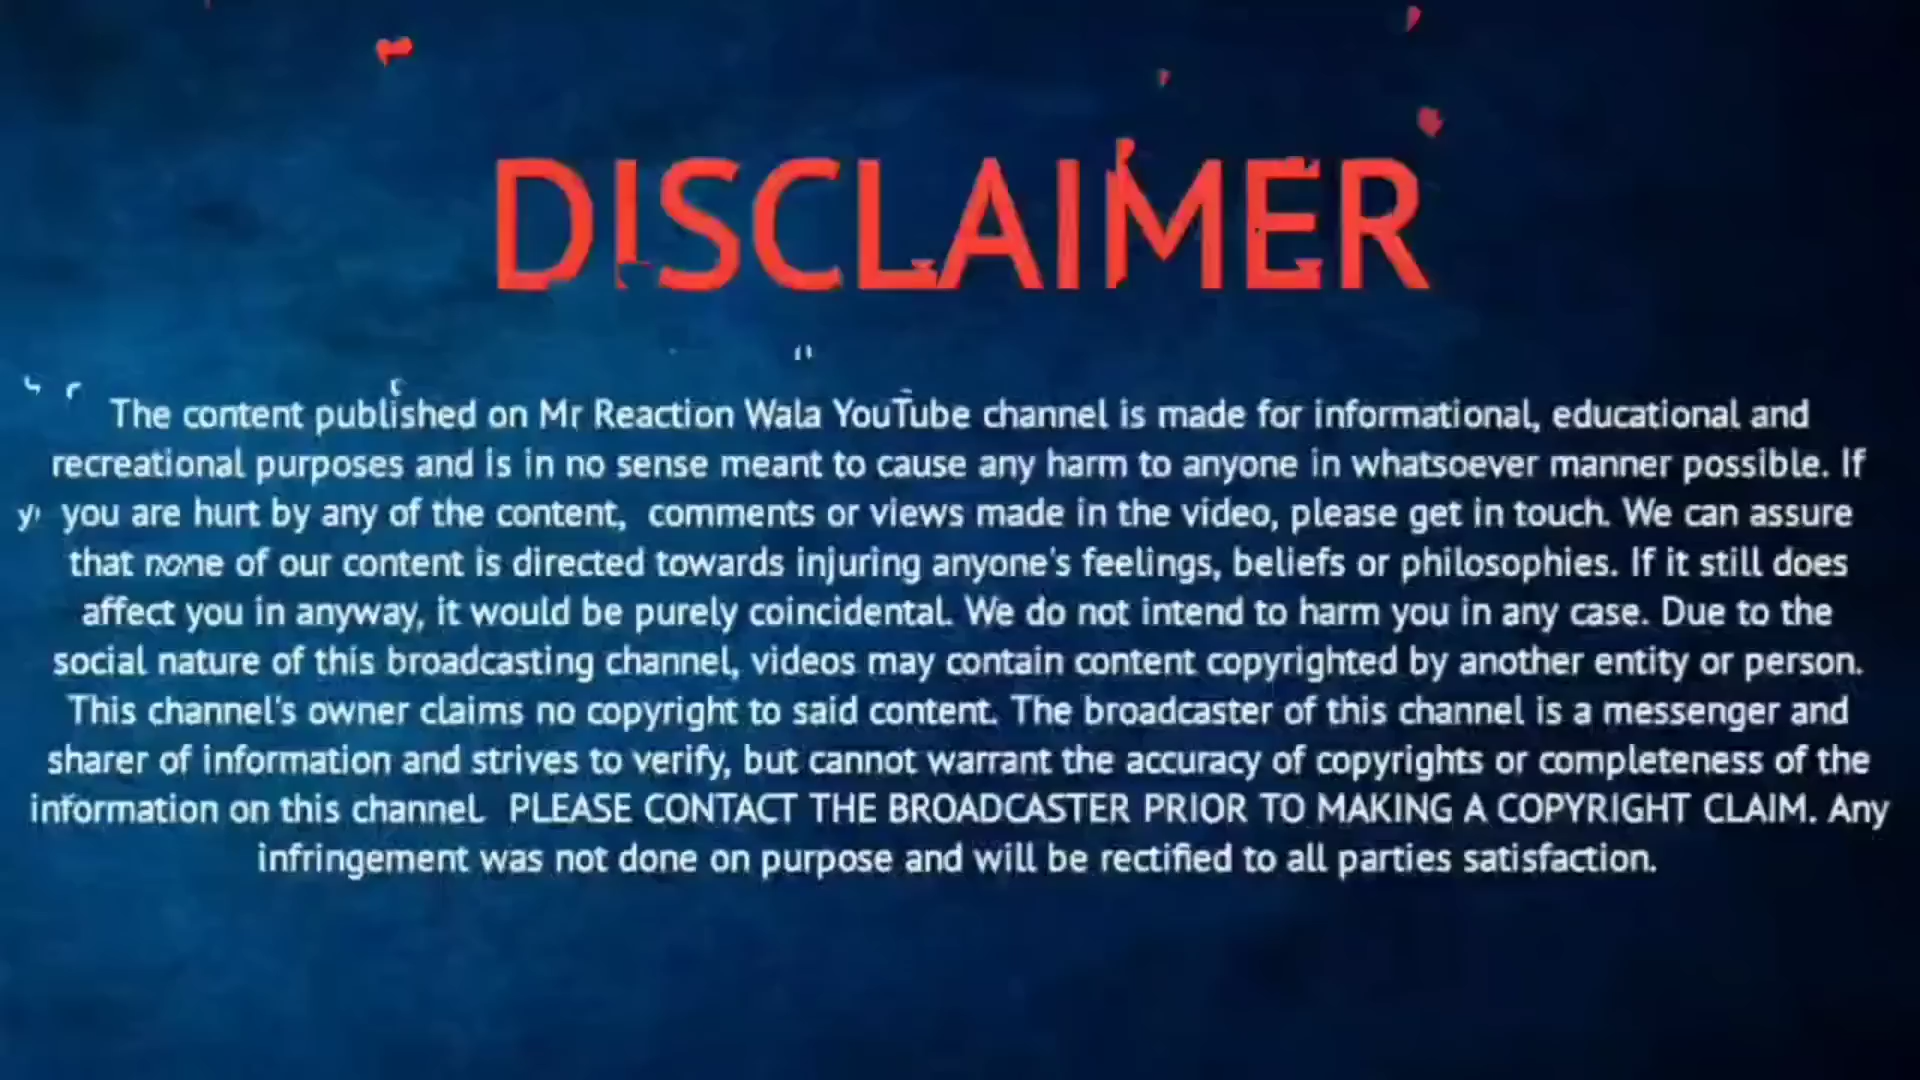 DISCLAIMER
The content published on Mr Reaction Wala YouTube channel is made for informational, educational and
recreational purposes and is in no sense meant to cause any harm to anyone in whatsoever manner possible. If
you are hurt by any of the content, comments or views made in the video, please get in touch. We can assure
that none of our content is directed towards injuring anyone's feelings, beliefs or philosophies. If it still does
affect you in anyway, it would be purely coincidental. We do not intend to harm you in any case. Due to the
social nature of this broadcasting channel, videos may contain content copyrighted by another entity or person.
This channel's owner claims no copyright to said content. The broadcaster of this channel is a messenger and
sharer of information and strives to verify, but cannot warrant the accuracy of copyrights or completeness of the
information on this channel. PLEASE CONTACT THE BROADCASTER PRIOR TO MAKING A COPYRIGHT CLAIM. Any
infringement was not done on purpose and will be rectified to all parties satisfaction.